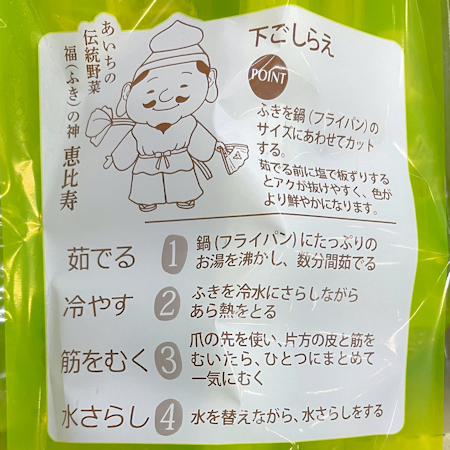 あいちの
伝統野菜
福(ふき)の神 恵比寿
下ごしらえ
POINT
ふきを鍋(フライパン)の
サイズにあわせてカット
する。
茹でる前に塩で板ずりする
とアクが抜けやすく、色が
より鮮やかになります。
茹でる 1 鍋(フライパン)にたっぷりの
お湯を沸かし、数分間茹でる
冷やす 2 ふきを冷水にさらしながら
あら熱をとる
筋をむく 3 爪の先を使い、片方の皮と筋を
むいたら、ひとつにまとめて
一気にむく
水さらし 4 水を替えながら、水さらしをする